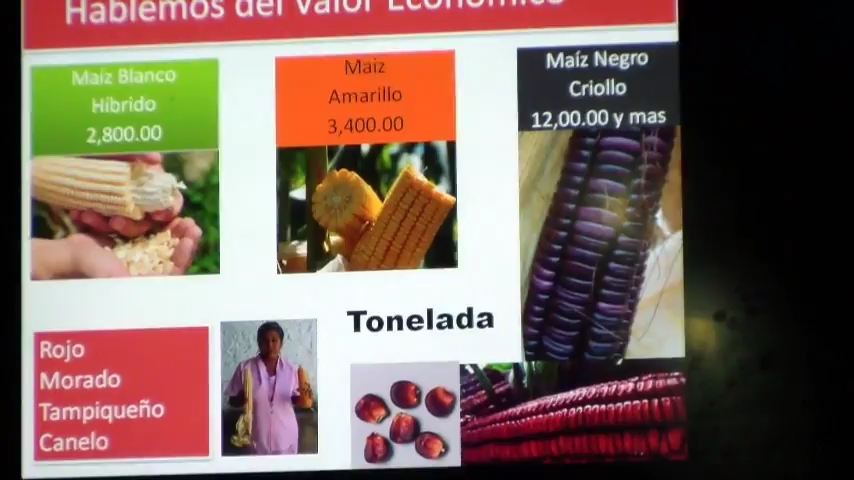 Hablemos del Valor Económico
Maíz Blanco
Híbrido
2,800.00
Maiz
Amarillo
3,400.00
Maíz Negro
Criollo
12,00.00 y mas
Tonelada
Rojo
Morado
Tampiqueño
Canelo